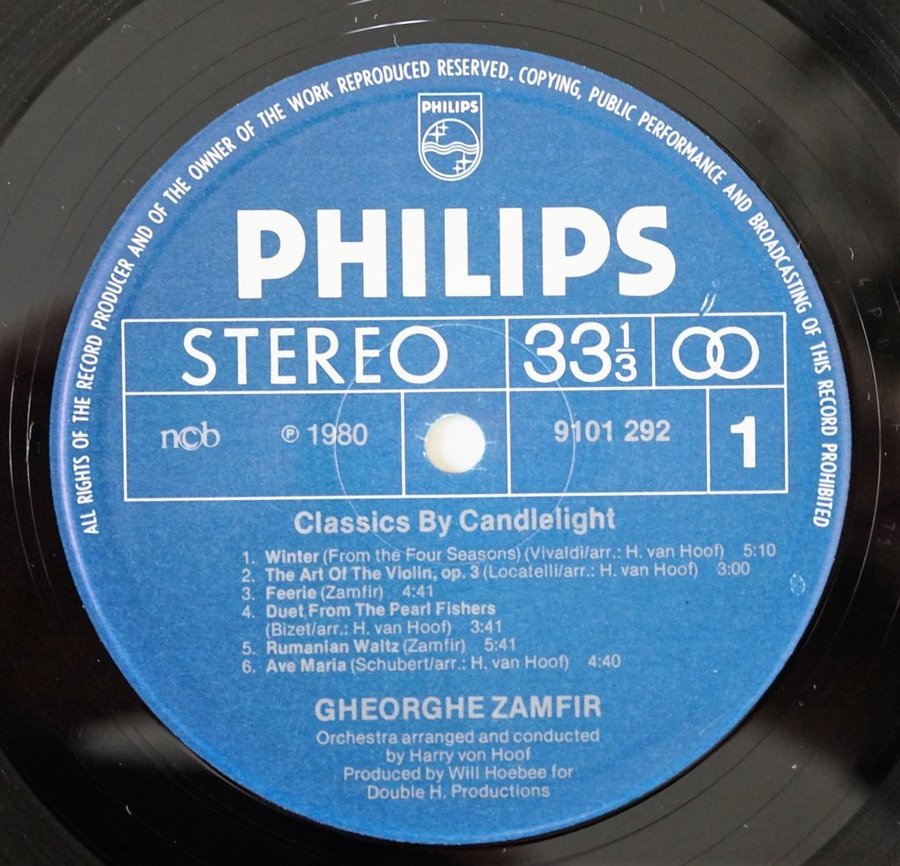 ALL RIGHTS OF THE RECORD PRODUCER AND OF THE OWNER OF THE WORK REPRODUCED RESERVED. COPYING, PUBLIC PERFORMANCE AND BROADCASTING OF THIS RECORD PROHIBITED
PHILIPS
PHILIPS
STEREO 33 1/3
ncb ℗ 1980 9101 292 1
Classics By Candlelight
1. Winter (From the Four Seasons) (Vivaldi/arr.: H. van Hoof) 5:10
2. The Art Of The Violin, op. 3 (Locatelli/arr.: H. van Hoof) 3:00
3. Feerie (Zamfir) 4:41
4. Duet From The Pearl Fishers
(Bizet/arr.: H. van Hoof) 3:41
5. Rumanian Waltz (Zamfir) 5:41
6. Ave Maria (Schubert/arr.: H. van Hoof) 4:40
GHEORGHE ZAMFIR
Orchestra arranged and conducted
by Harry von Hoof
Produced by Will Hoebee for
Double H. Productions